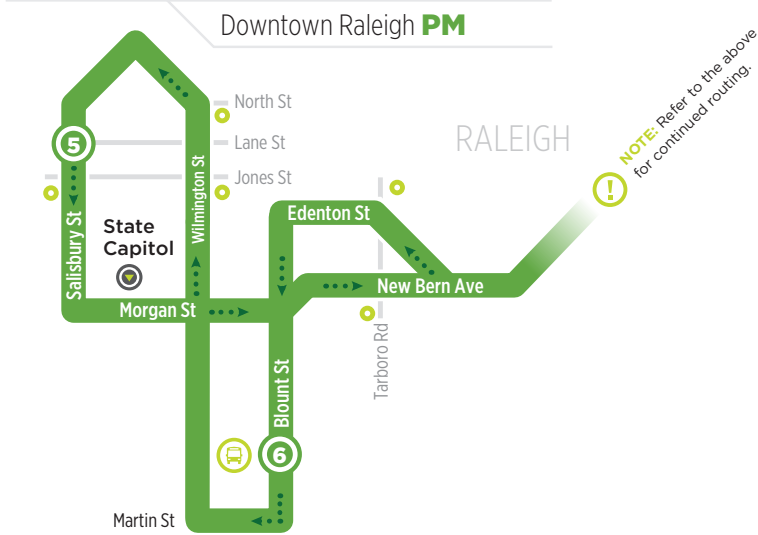 Downtown Raleigh PM
NOTE: Refer to the above
for continued routing.
North St
5
Lane St
RALEIGH
Jones St
Wilmington St
Salisbury St
State
Capitol
Edenton St
!
Morgan St
New Bern Ave
Tarboro Rd
Blount St
6
Martin St